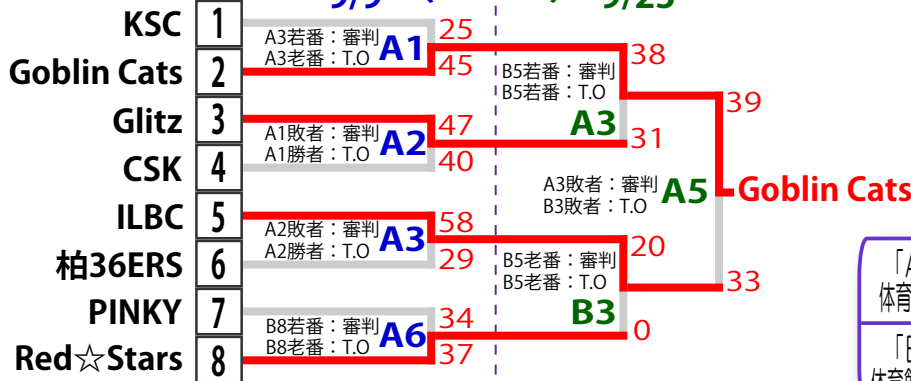 KSC 1
A3若番：審判
A3老番：T.O
A1
25
Goblin Cats 2
45
Glitz 3
47
A1敗者：審判
A1勝者：T.O
A2
CSK 4
40
ILBC 5
58
A2敗者：審判
A2勝者：T.O
A3
柏36ERS 6
29
PINKY 7
34
B8若番：審判
B8老番：T.O
A6
Red☆Stars 8
37
38
B5若番：審判
B5若番：T.O
A3
31
20
B5老番：審判
B5老番：T.O
B3
0
39
A3敗者：審判
B3敗者：T.O
A5
Goblin Cats
33